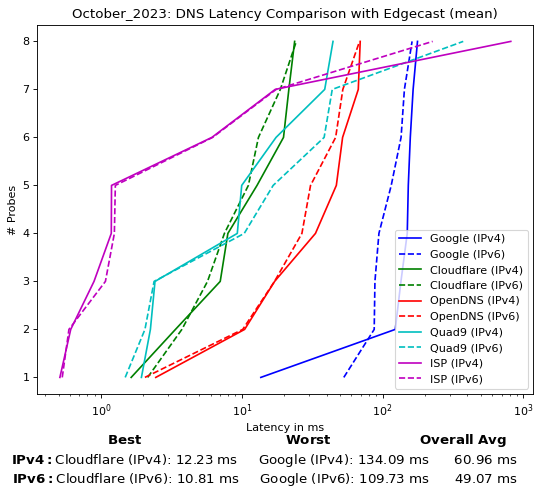 October_2023: DNS Latency Comparison with Edgecast (mean)
# Probes
8
7
6
5
4
3
2
1
Google (IPv4)
Google (IPv6)
Cloudflare (IPv4)
Cloudflare (IPv6)
OpenDNS (IPv4)
OpenDNS (IPv6)
Quad9 (IPv4)
Quad9 (IPv6)
ISP (IPv4)
ISP (IPv6)
10⁰ 10¹ 10² 10³
Latency in ms
Best Worst Overall Avg
IPv4: Cloudflare (IPv4): 12.23 ms Google (IPv4): 134.09 ms 60.96 ms
IPv6: Cloudflare (IPv6): 10.81 ms Google (IPv6): 109.73 ms 49.07 ms